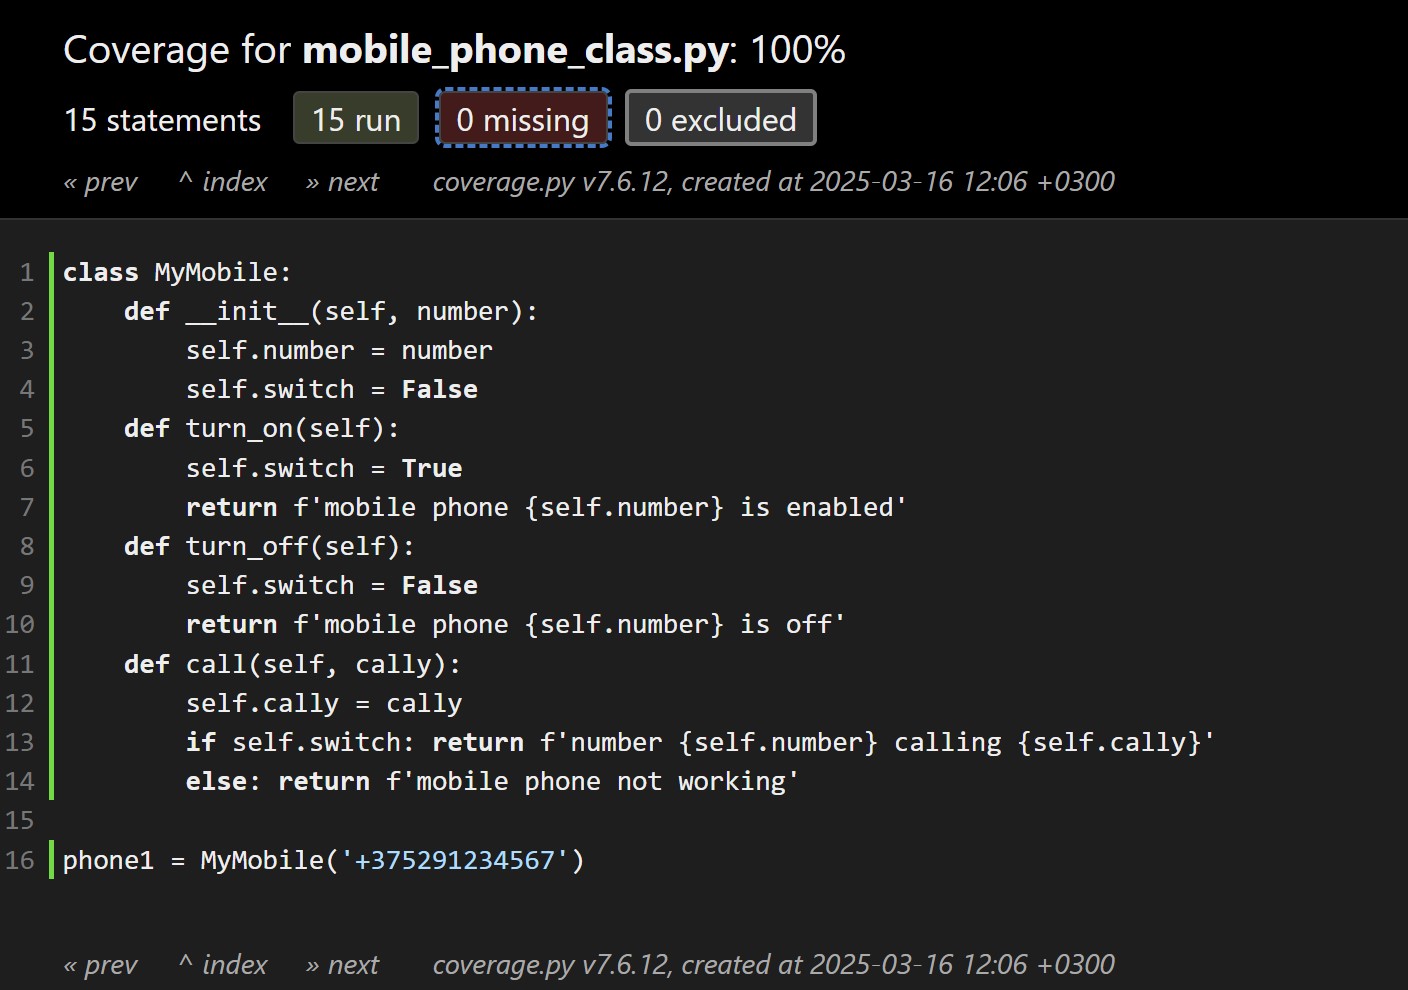 Coverage for mobile_phone_class.py: 100%
15 statements 15 run 0 missing 0 excluded
« prev ^ index » next coverage.py v7.6.12, created at 2025-03-16 12:06 +0300
1 class MyMobile:
2     def __init__(self, number):
3         self.number = number
4         self.switch = False
5     def turn_on(self):
6         self.switch = True
7         return f'mobile phone {self.number} is enabled'
8     def turn_off(self):
9         self.switch = False
10         return f'mobile phone {self.number} is off'
11     def call(self, cally):
12         self.cally = cally
13         if self.switch: return f'number {self.number} calling {self.cally}'
14         else: return f'mobile phone not working'
15
16 phone1 = MyMobile('+375291234567')
« prev ^ index » next coverage.py v7.6.12, created at 2025-03-16 12:06 +0300